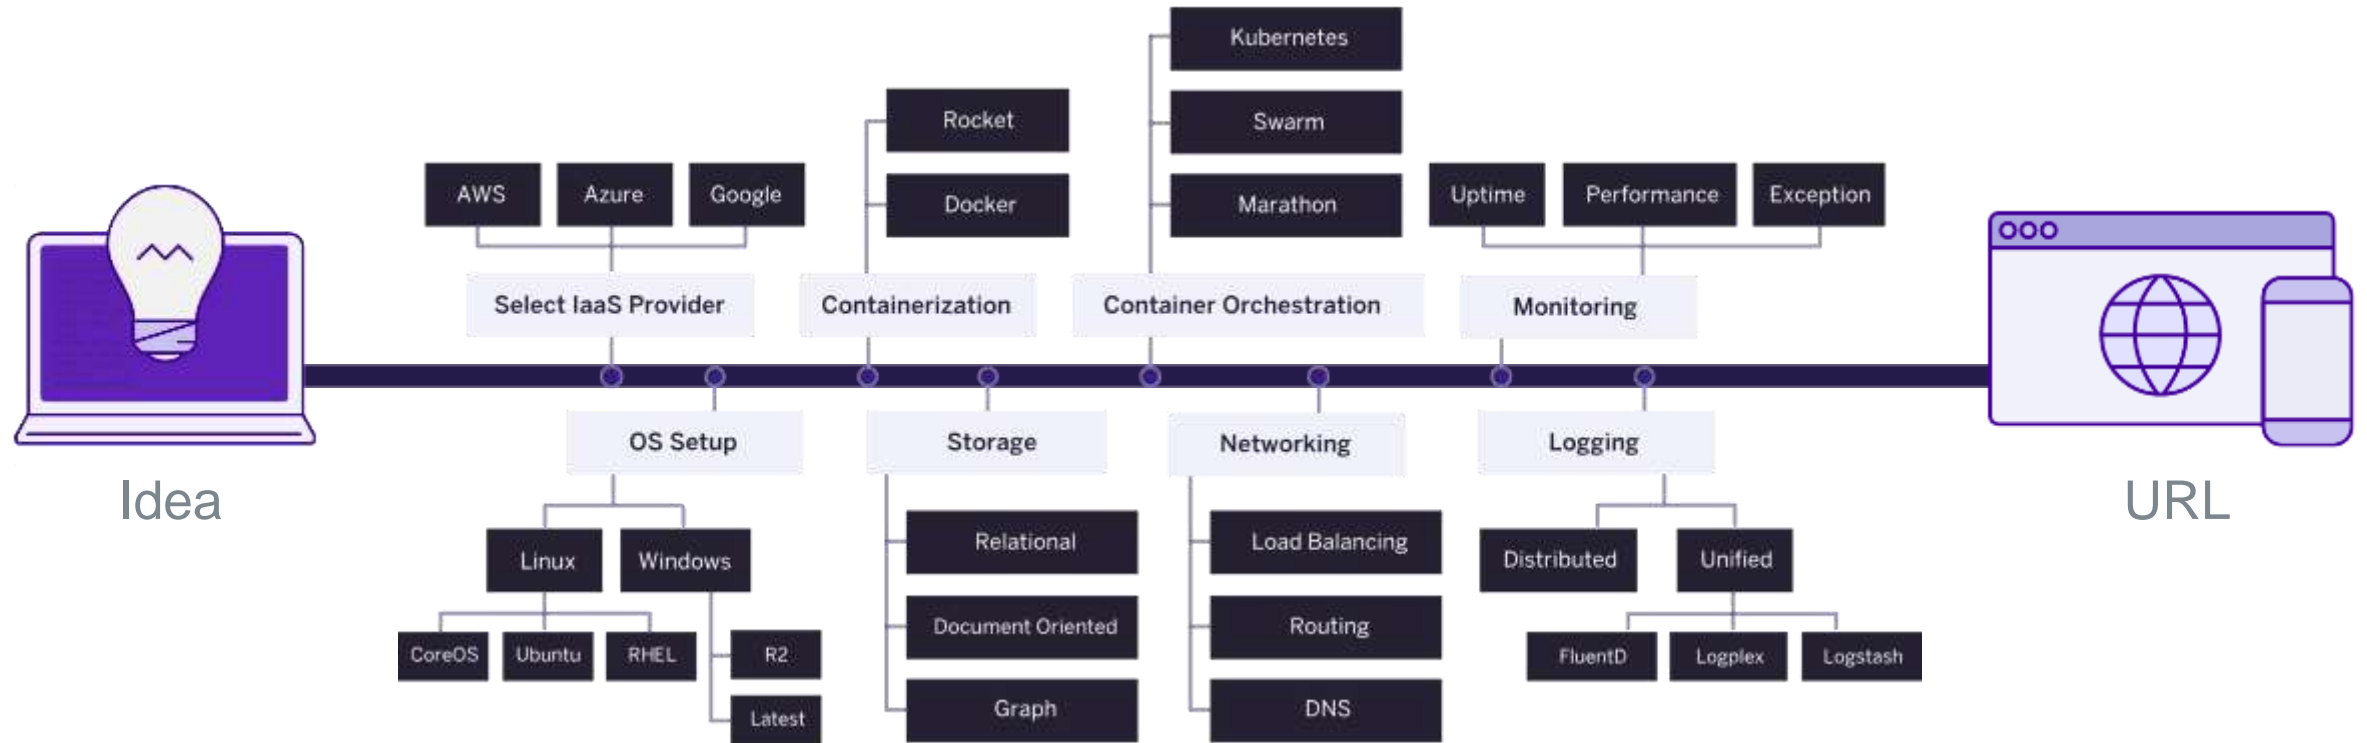 Kubernetes
Rocket
Swarm
AWS
Azure
Google
Docker
Marathon
Uptime
Performance
Exception
Select IaaS Provider
Containerization
Container Orchestration
Monitoring
OS Setup
Storage
Networking
Logging
Idea
URL
Linux
Windows
Relational
Load Balancing
Distributed
Unified
CoreOS
Ubuntu
RHEL
R2
Document Oriented
Routing
FluentD
Logplex
Logstash
Latest
Graph
DNS